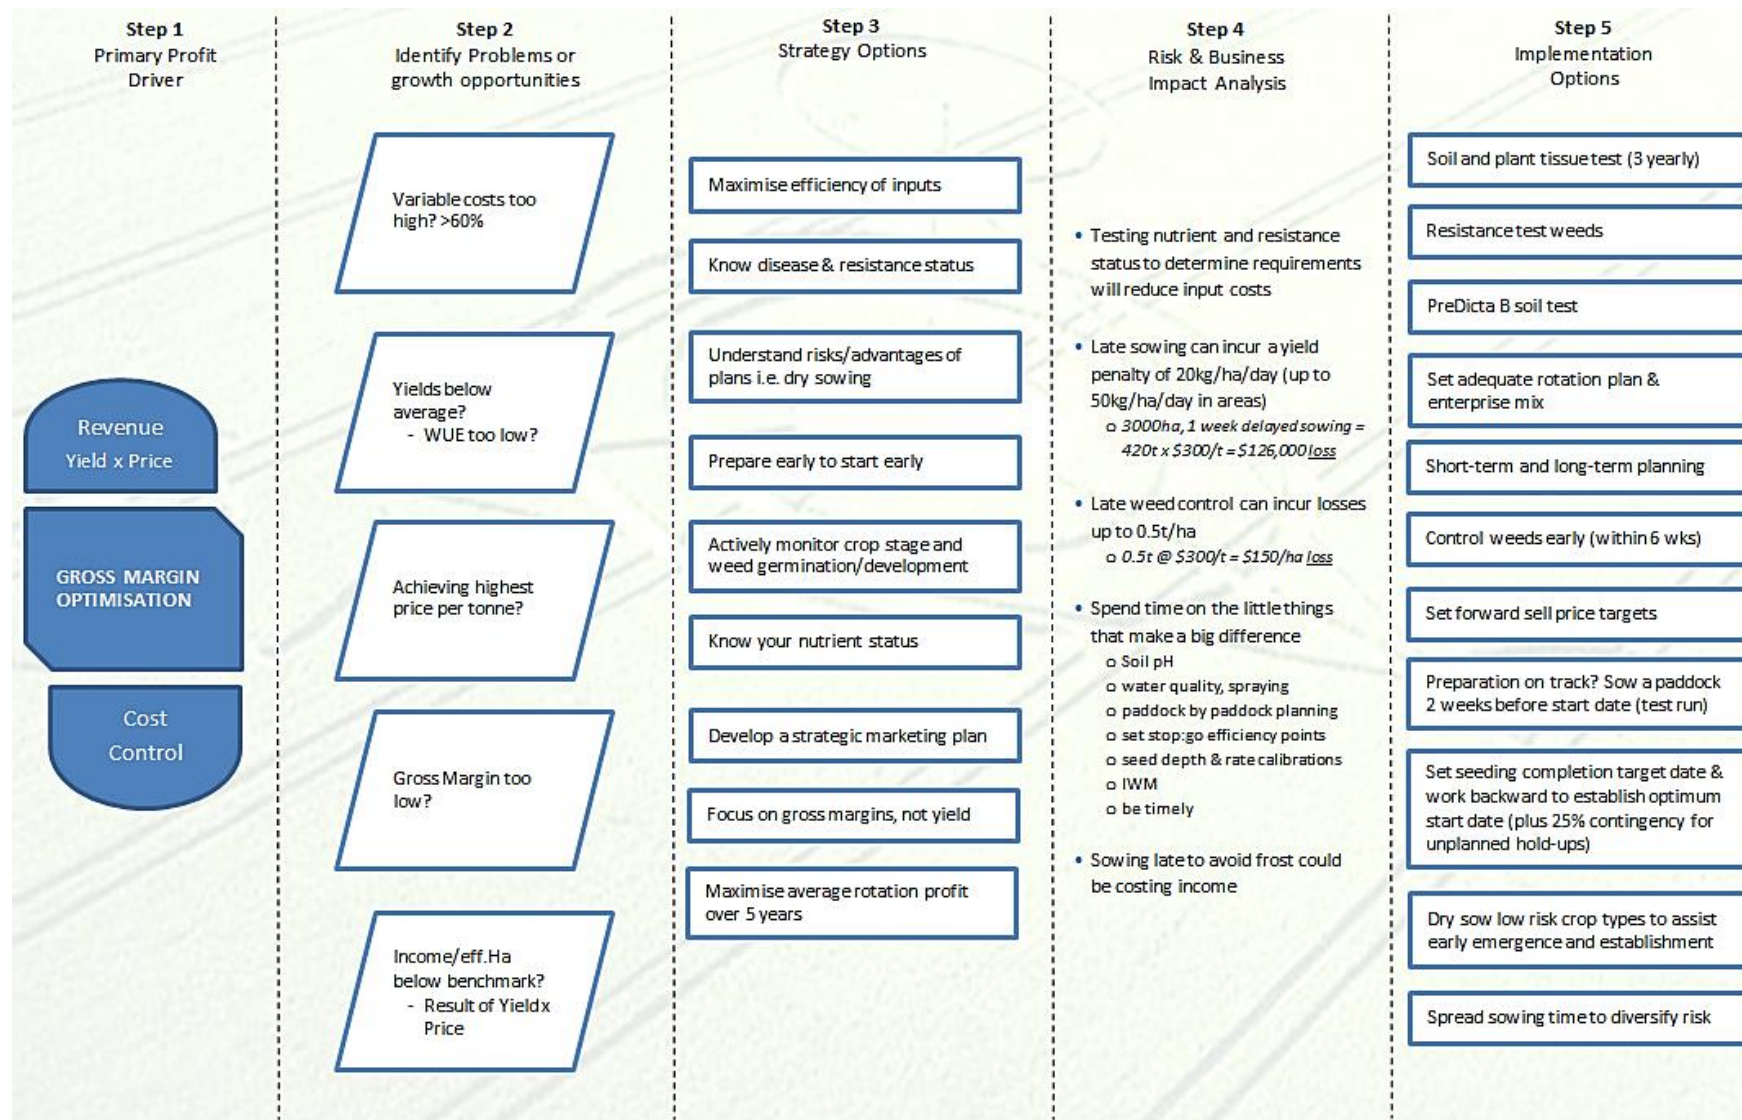 Step 1
Primary Profit
Driver
Revenue
Yield x Price
GROSS MARGIN
OPTIMISATION
Cost
Control
Step 2
Identify Problems or
growth opportunities
Variable costs too
high? >60%
Yields below
average?
- WUE too low?
Achieving highest
price per tonne?
Gross Margin too
low?
Income/eff.Ha
below benchmark?
- Result of Yield x
Price
Step 3
Strategy Options
Maximise efficiency of inputs
Know disease & resistance status
Understand risks/advantages of
plans i.e. dry sowing
Prepare early to start early
Actively monitor crop stage and
weed germination/development
Know your nutrient status
Develop a strategic marketing plan
Focus on gross margins, not yield
Maximise average rotation profit
over 5 years
Step 4
Risk & Business
Impact Analysis
• Testing nutrient and resistance
status to determine requirements
will reduce input costs
• Late sowing can incur a yield
penalty of 20kg/ha/day (up to
50kg/ha/day in areas)
o 3000ha, 1 week delayed sowing =
420t x $300/t = $126,000 loss
• Late weed control can incur losses
up to 0.5t/ha
o 0.5t @ $300/t = $150/ha loss
• Spend time on the little things
that make a big difference
o Soil pH
o water quality, spraying
o paddock by paddock planning
o set stop:go efficiency points
o seed depth & rate calibrations
o IWM
o be timely
• Sowing late to avoid frost could
be costing income
Step 5
Implementation
Options
Soil and plant tissue test (3 yearly)
Resistance test weeds
PreDicta B soil test
Set adequate rotation plan &
enterprise mix
Short-term and long-term planning
Control weeds early (within 6 wks)
Set forward sell price targets
Preparation on track? Sow a paddock
2 weeks before start date (test run)
Set seeding completion target date &
work backward to establish optimum
start date (plus 25% contingency for
unplanned hold-ups)
Dry sow low risk crop types to assist
early emergence and establishment
Spread sowing time to diversify risk